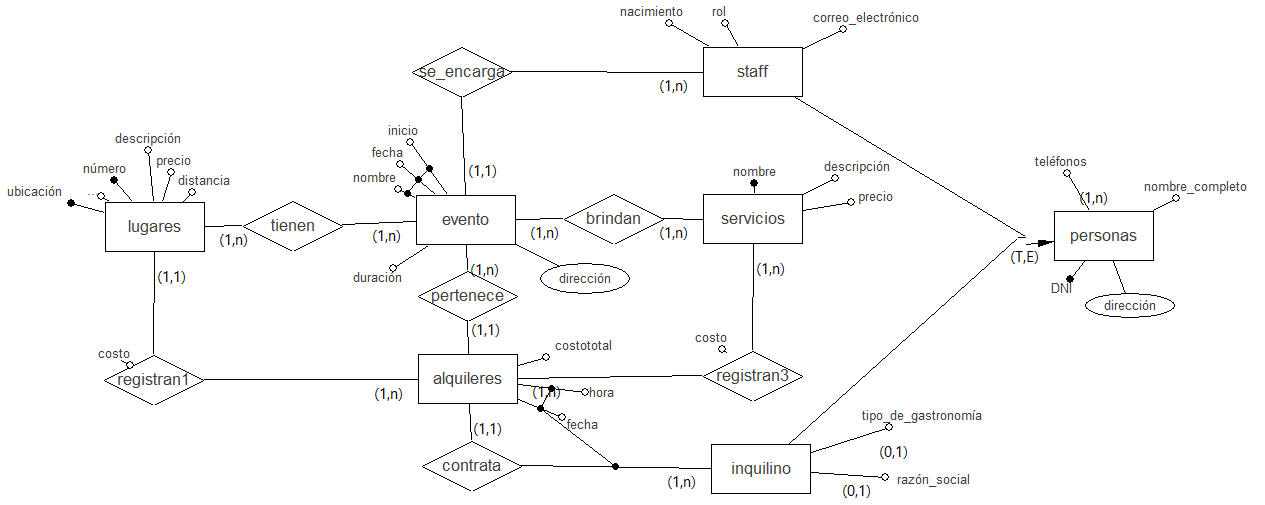 nacimiento
rol
correo_electrónico
se_encarga
(1,n)
staff
inicio
fecha
nombre
(1,1)
descripción
número
precio
distancia
ubicación
...
lugares
(1,n)
tienen
(1,n)
evento
(1,n)
brindan
(1,n)
servicios
nombre
descripción
precio
teléfonos
(1,n)
nombre_completo
personas
(T,E)
DNI
dirección
(1,1)
duración
(1,n)
dirección
(1,n)
pertenece
(1,1)
costo
registran1
(1,n)
alquileres
costototal
(1,n)
hora
fecha
costo
registran3
(1,1)
contrata
(1,n)
inquilino
tipo_de_gastronomía
(0,1)
razón_social
(0,1)